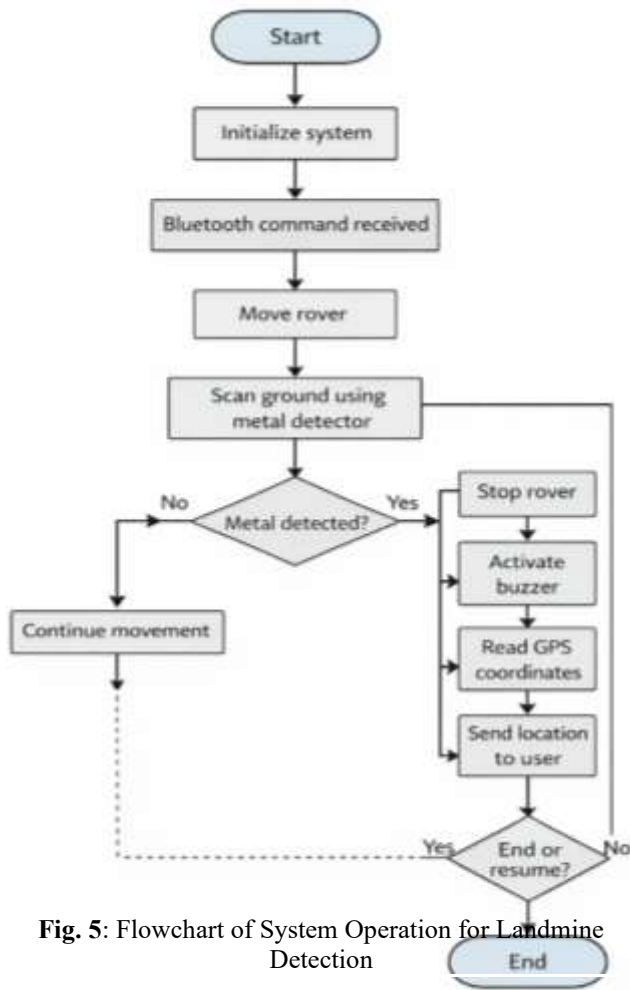 Start
Initialize system
Bluetooth command received
Move rover
Scan ground using
metal detector
No
Metal detected?
Yes
Stop rover
Activate
buzzer
Continue movement
Read GPS
coordinates
Send location
to user
Yes
End or
resume?
No
Fig. 5: Flowchart of System Operation for Landmine
Detection
End